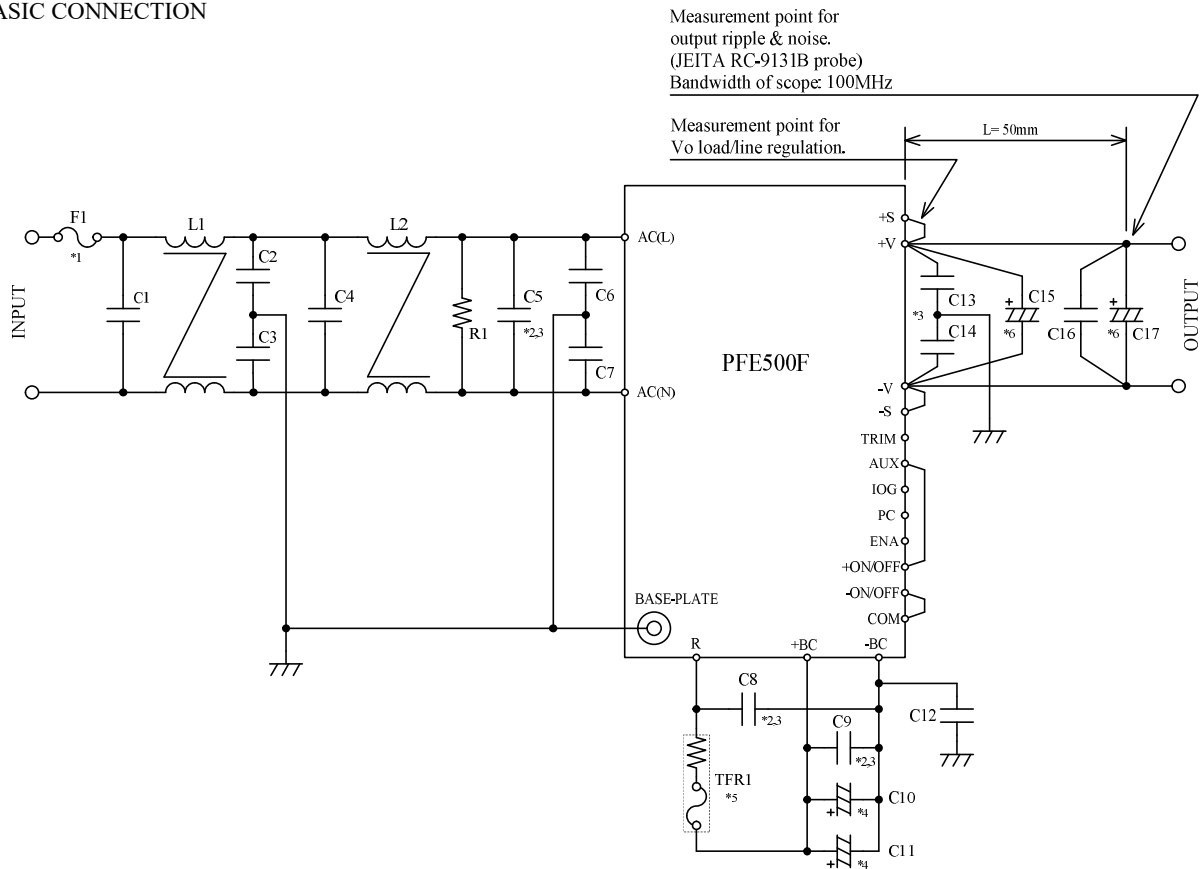 ASIC CONNECTION
Measurement point for
output ripple & noise.
(JEITA RC-9131B probe)
Bandwidth of scope: 100MHz
Measurement point for
Vo load/line regulation.
L= 50mm
INPUT
F1
*1
L1
L2
C1
C2
C3
C4
R1
C5
*2,3
C6
C7
AC(L)
AC(N)
PFE500F
BASE-PLATE
+S
+V
-V
-S
TRIM
AUX
IOG
PC
ENA
+ON/OFF
-ON/OFF
COM
C13
*3
C14
+
C15
*6
C16
+
*6
C17
OUTPUT
R
+BC
-BC
C8
*2,3
C9
*2,3
C12
TFR1
*5
C10
+
*4
C11
+
*4